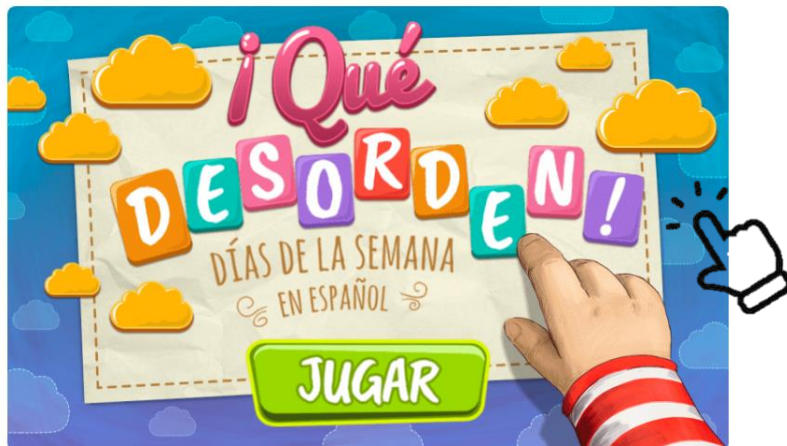 ¡Qué
DESORDEN!
DÍAS DE LA SEMANA
EN ESPAÑOL
JUGAR